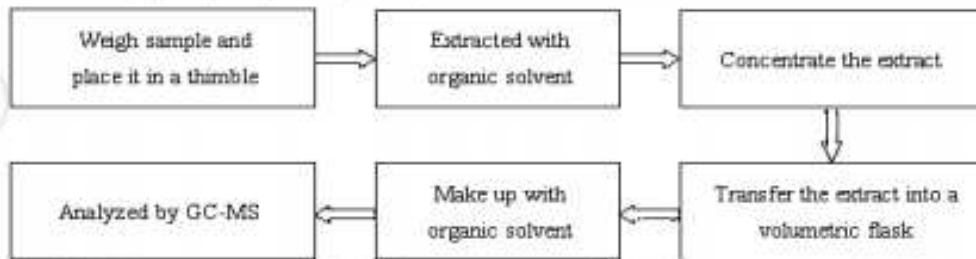 Weigh sample and
place it in a thimble
Extracted with
organic solvent
Concentrate the extract
Transfer the extract into a
volumetric flask
Make up with
organic solvent
Analyzed by GC-MS